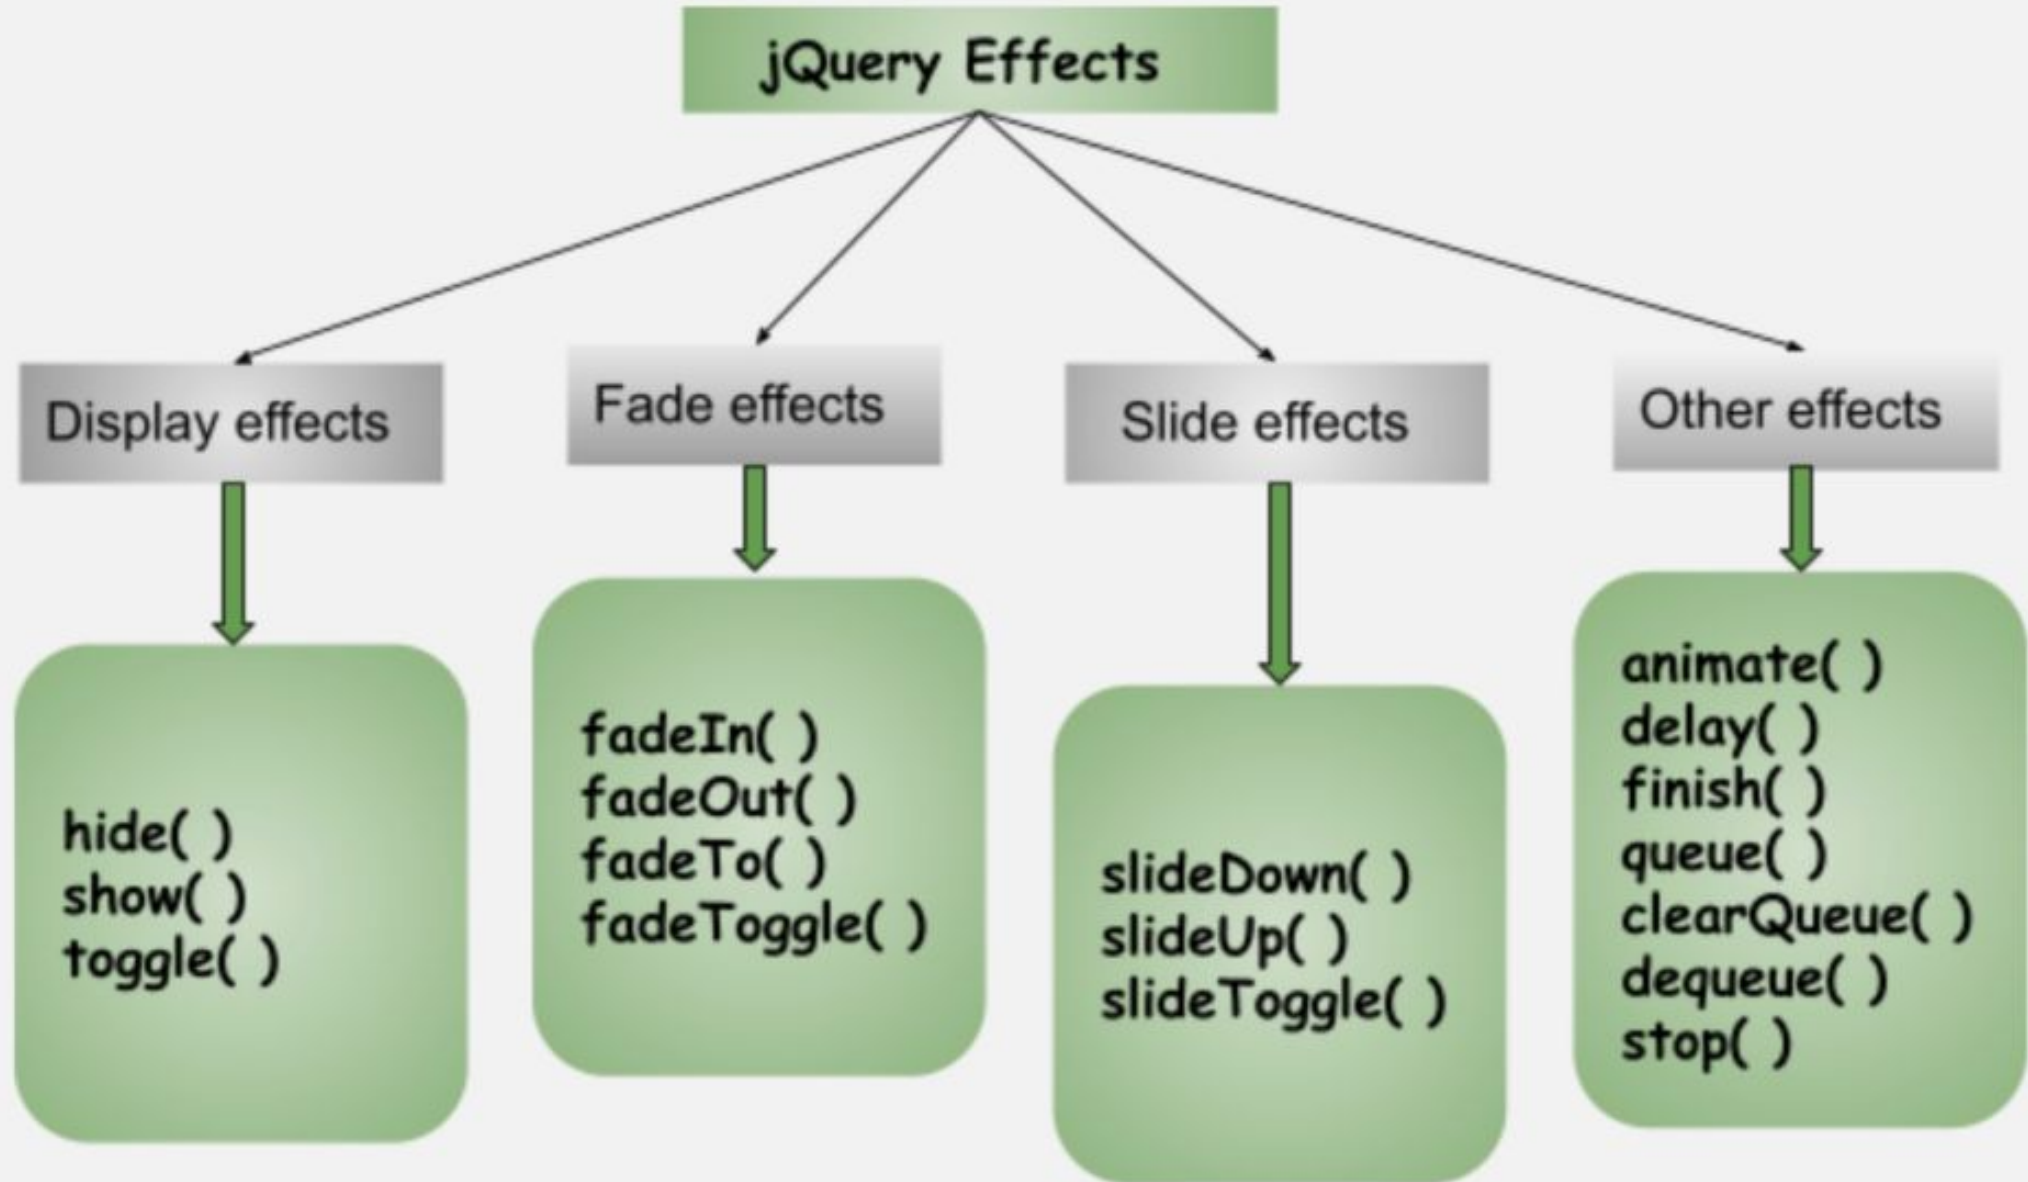 jQuery Effects
Display effects
hide( )
show( )
toggle( )
Fade effects
fadeIn( )
fadeOut( )
fadeTo( )
fadeToggle( )
Slide effects
slideDown( )
slideUp( )
slideToggle( )
Other effects
animate( )
delay( )
finish( )
queue( )
clearQueue( )
dequeue( )
stop( )